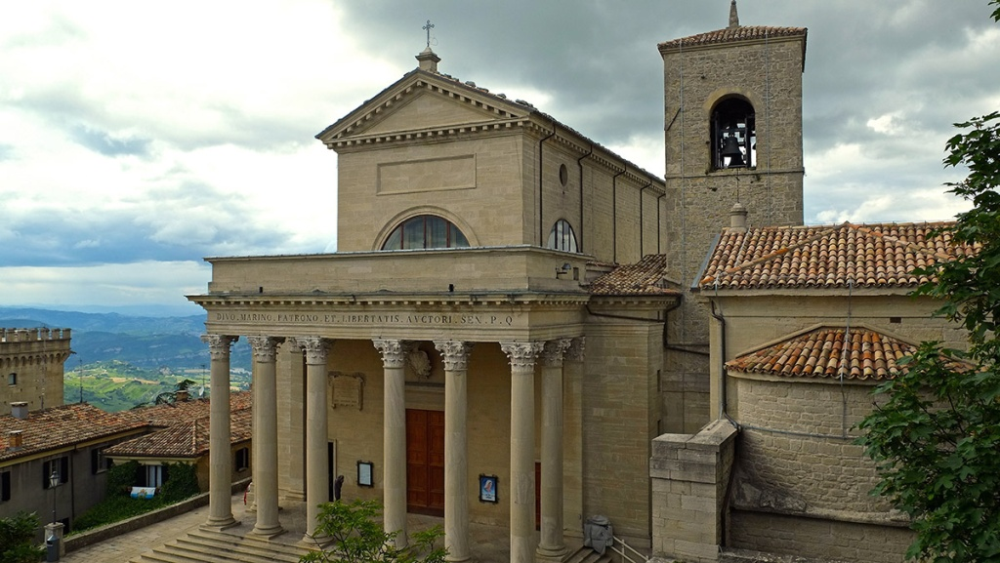 DIVO. MARINO. PATRONO. ET. LIBERTATIS. AVCTORI. SEN. P. Q